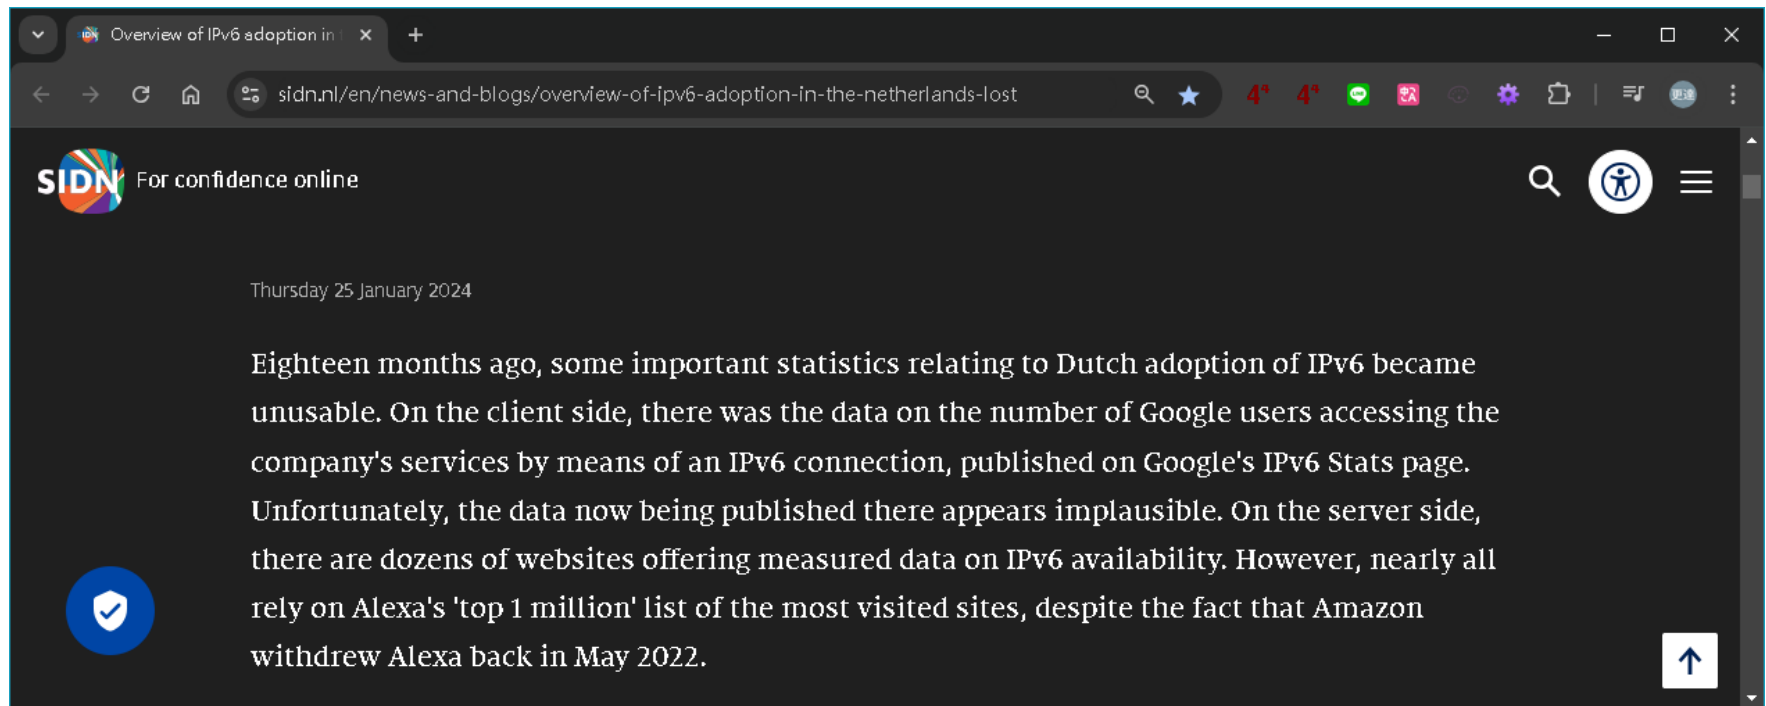 Overview of IPv6 adoption in t
sidn.nl/en/news-and-blogs/overview-of-ipv6-adoption-in-the-netherlands-lost
4⁴
4⁴
更達
SIDN For confidence online
Thursday 25 January 2024
Eighteen months ago, some important statistics relating to Dutch adoption of IPv6 became
unusable. On the client side, there was the data on the number of Google users accessing the
company's services by means of an IPv6 connection, published on Google's IPv6 Stats page.
Unfortunately, the data now being published there appears implausible. On the server side,
there are dozens of websites offering measured data on IPv6 availability. However, nearly all
rely on Alexa's 'top 1 million' list of the most visited sites, despite the fact that Amazon
withdrew Alexa back in May 2022.